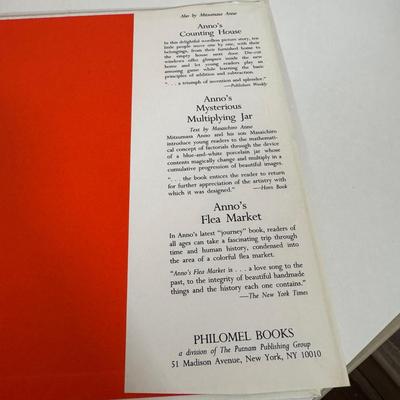 Also by Mitsumasa Anno
Anno's
Counting House
In this delightful wordless picture story, ten
little people move one by one, with their
belongings, from their furnished home to
the empty house next door. Die-cut
windows offer glimpses inside the new
home and let young readers play an
amusing game while learning the basic
principles of addition and subtraction.
". . . a triumph of invention and splendor."
—Publishers Weekly
Anno's
Mysterious
Multiplying Jar
Text by Masaichiro Anno
Mitsumasa Anno and his son Masaichiro
introduce young readers to the mathemati-
cal concept of factorials through the device
of a blue-and-white porcelain jar whose
contents magically change and multiply in a
cumulative progression of beautiful images.
". . . the book entices the reader to return
for further appreciation of the artistry with
which it is designed."
—Horn Book
Anno's
Flea Market
In Anno's latest "journey" book, readers of
all ages can take a fascinating trip through
time and human history, condensed into
the area of a colorful flea market.
"Anno's Flea Market is . . . a love song to the
past, to the integrity of beautiful handmade
things and the history each one contains."
—The New York Times
PHILOMEL BOOKS
a division of The Putnam Publishing Group
51 Madison Avenue, New York, NY 10010